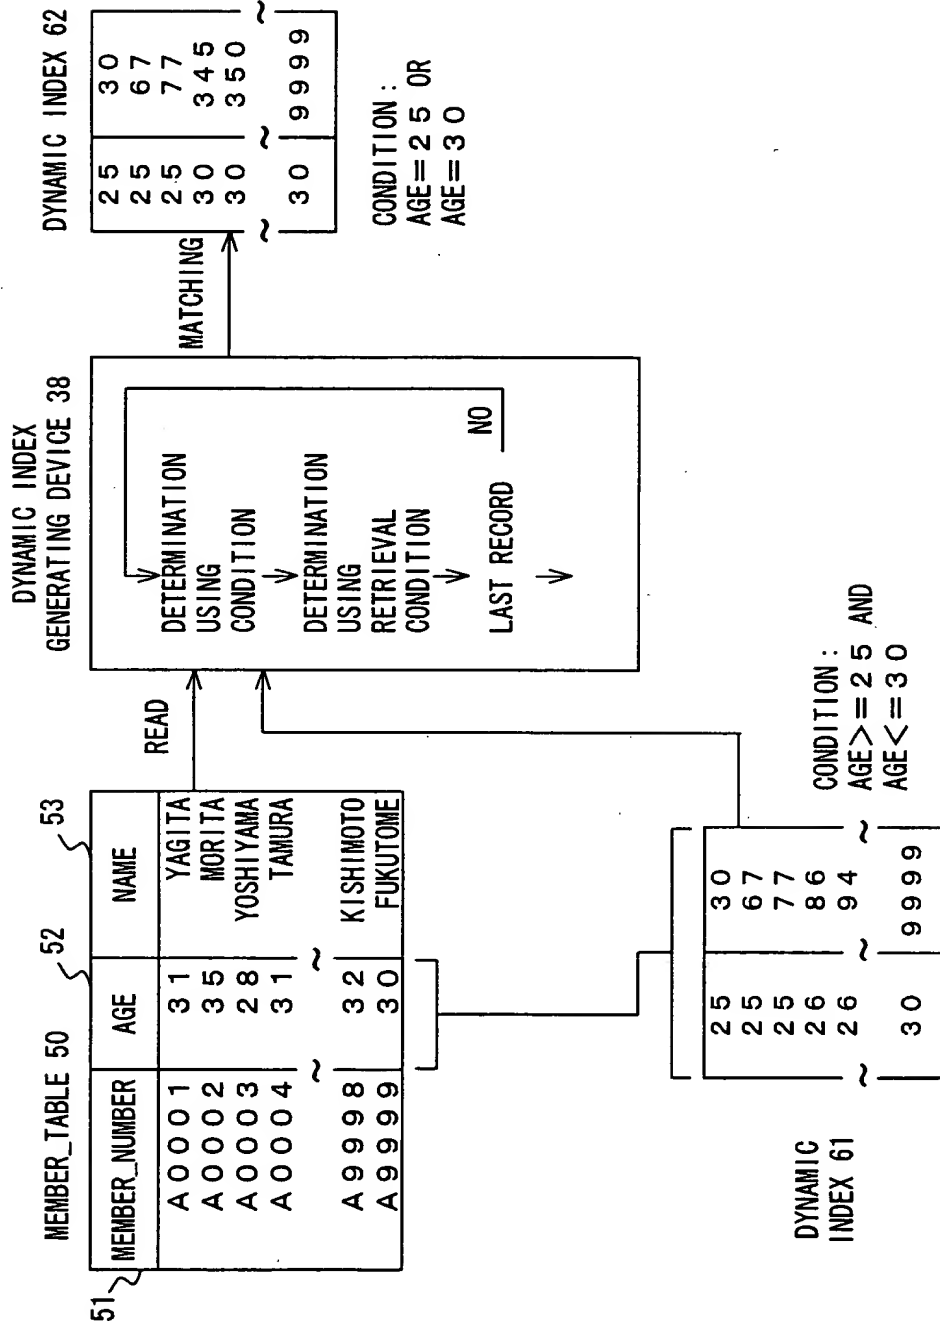 MEMBER_TABLE 50
51
52
53
MEMBER_NUMBER AGE NAME
A0001 31 YAGITA
A0002 35 MORITA
A0003 28 YOSHIYAMA
A0004 31 TAMURA
~ ~
A9998 32 KISHIMOTO
A9999 30 FUKUTOME
READ
DYNAMIC INDEX
GENERATING DEVICE 38
DETERMINATION
USING
CONDITION
DETERMINATION
USING
RETRIEVAL
CONDITION
LAST RECORD
NO
MATCHING
DYNAMIC INDEX 62
25 30
25 67
25 77
30 345
30 350
~ ~ ~
30 9999
CONDITION:
AGE=25 OR
AGE=30
DYNAMIC
INDEX 61
25 30
25 67
25 77
26 86
26 94
~ ~ ~
30 9999
CONDITION:
AGE>=25 AND
AGE<=30